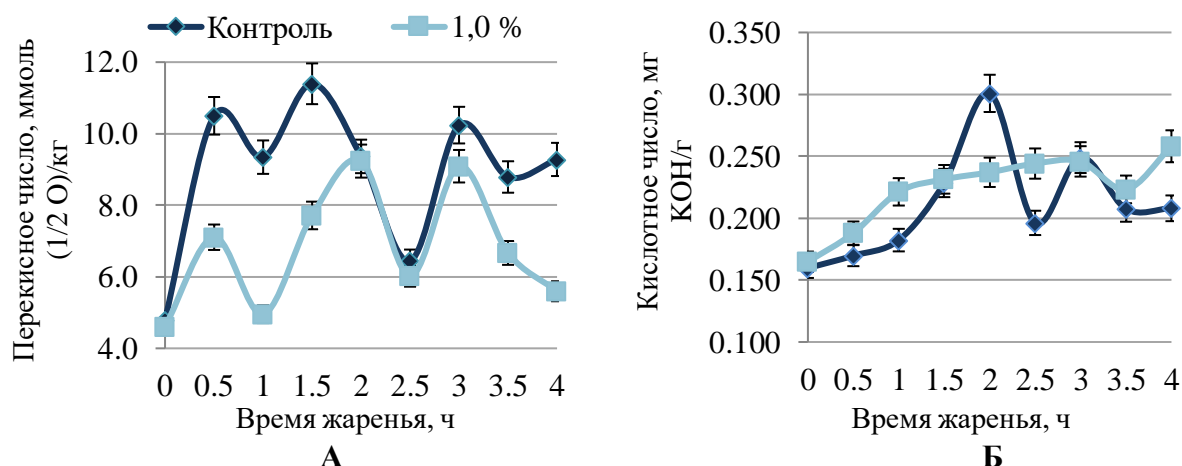 Контроль 1,0 %
Перекисное число, ммоль
(1/2 О)/кг
12.0
10.0
8.0
6.0
4.0
0 0.5 1 1.5 2 2.5 3 3.5 4
Время жаренья, ч
А
Кислотное число, мг
КОН/г
0.350
0.300
0.250
0.200
0.150
0.100
0 0.5 1 1.5 2 2.5 3 3.5 4
Время жаренья, ч
Б